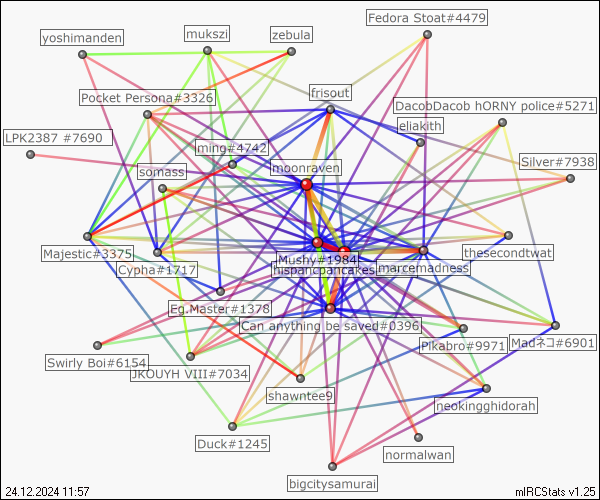 Fedora Stoat#4479
yoshimanden
mukszi
zebula
Pocket Persona#3326
frisout
DacobDacob hORNY police#5271
eliakith
LPK2387 #7690
ming#4742
moonraven
Silver#7938
somass
Majestic#3375
Cypha#1717
Mushy#1984
hispancpancakes
marcemadness
thesecondtwat
Eg.Master#1378
Can anything be saved#0396
Pikabro#9971
Madネコ#6901
Swirly Boi#6154
JKOUYH VIII#7034
shawntee9
neokingghidorah
Duck#1245
normalwan
bigcitysamurai
24.12.2024 11:57
mIRCStats v1.25